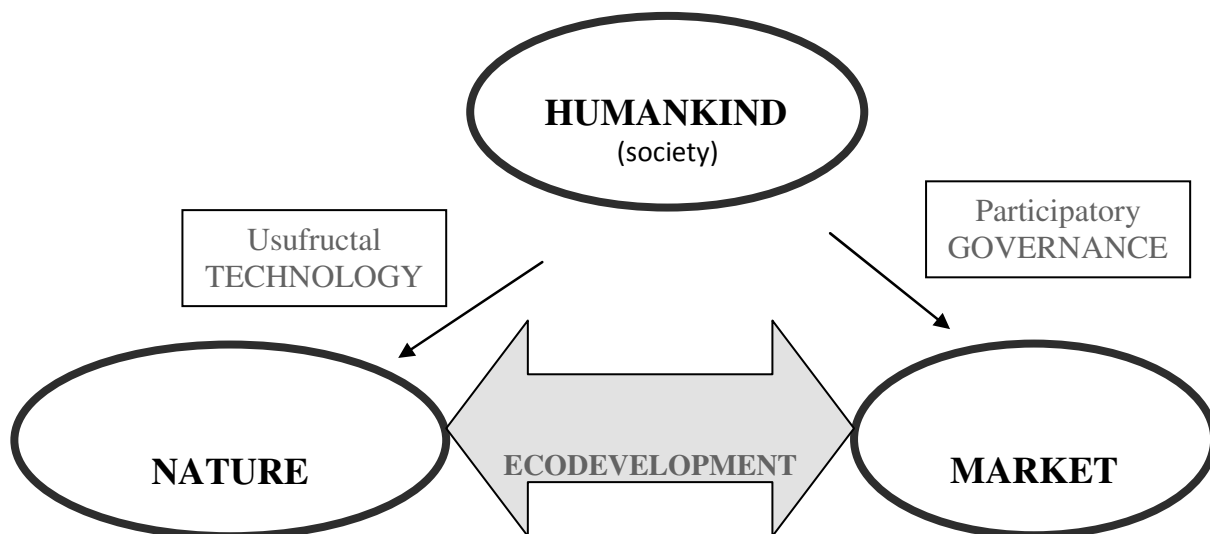 HUMANKIND
(society)
Participatory
GOVERNANCE
Usufructal
TECHNOLOGY
NATURE
ECODEVELOPMENT
MARKET